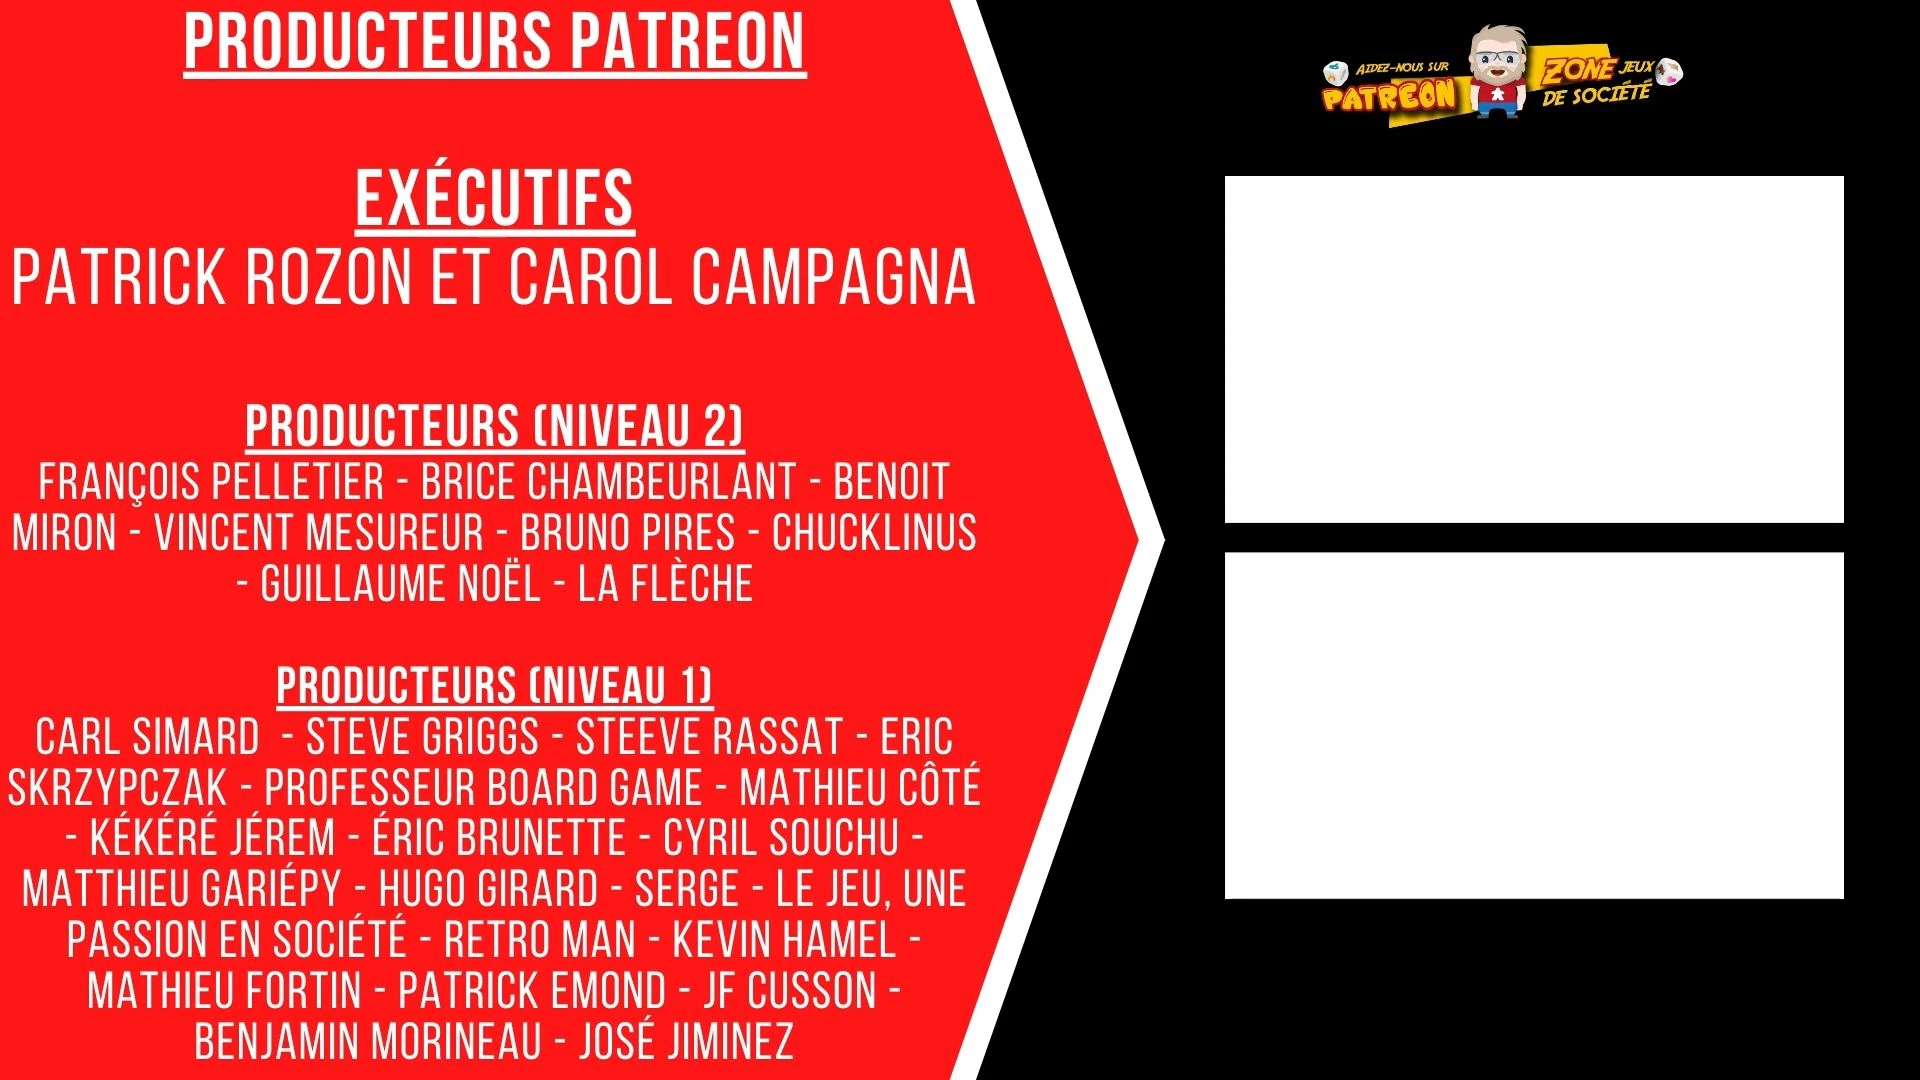 PRODUCTEURS PATREON
EXÉCUTIFS
PATRICK ROZON ET CAROL CAMPAGNA
PRODUCTEURS (NIVEAU 2)
FRANÇOIS PELLETIER - BRICE CHAMBEURLANT - BENOIT
MIRON - VINCENT MESUREUR - BRUNO PIRES - CHUCKLINUS
- GUILLAUME NOËL - LA FLÈCHE
PRODUCTEURS (NIVEAU 1)
CARL SIMARD - STEVE GRIGGS - STEEVE RASSAT - ERIC
SKRZYPCZAK - PROFESSEUR BOARD GAME - MATHIEU CÔTÉ
- KÉKÉRÉ JÉREM - ÉRIC BRUNETTE - CYRIL SOUCHU -
MATTHIEU GARIÉPY - HUGO GIRARD - SERGE - LE JEU, UNE
PASSION EN SOCIÉTÉ - RETRO MAN - KEVIN HAMEL -
MATHIEU FORTIN - PATRICK EMOND - JF CUSSON -
BENJAMIN MORINEAU - JOSÉ JIMINEZ
AIDEZ-NOUS SUR
PATREON
ZONE JEUX
DE SOCIÉTÉ